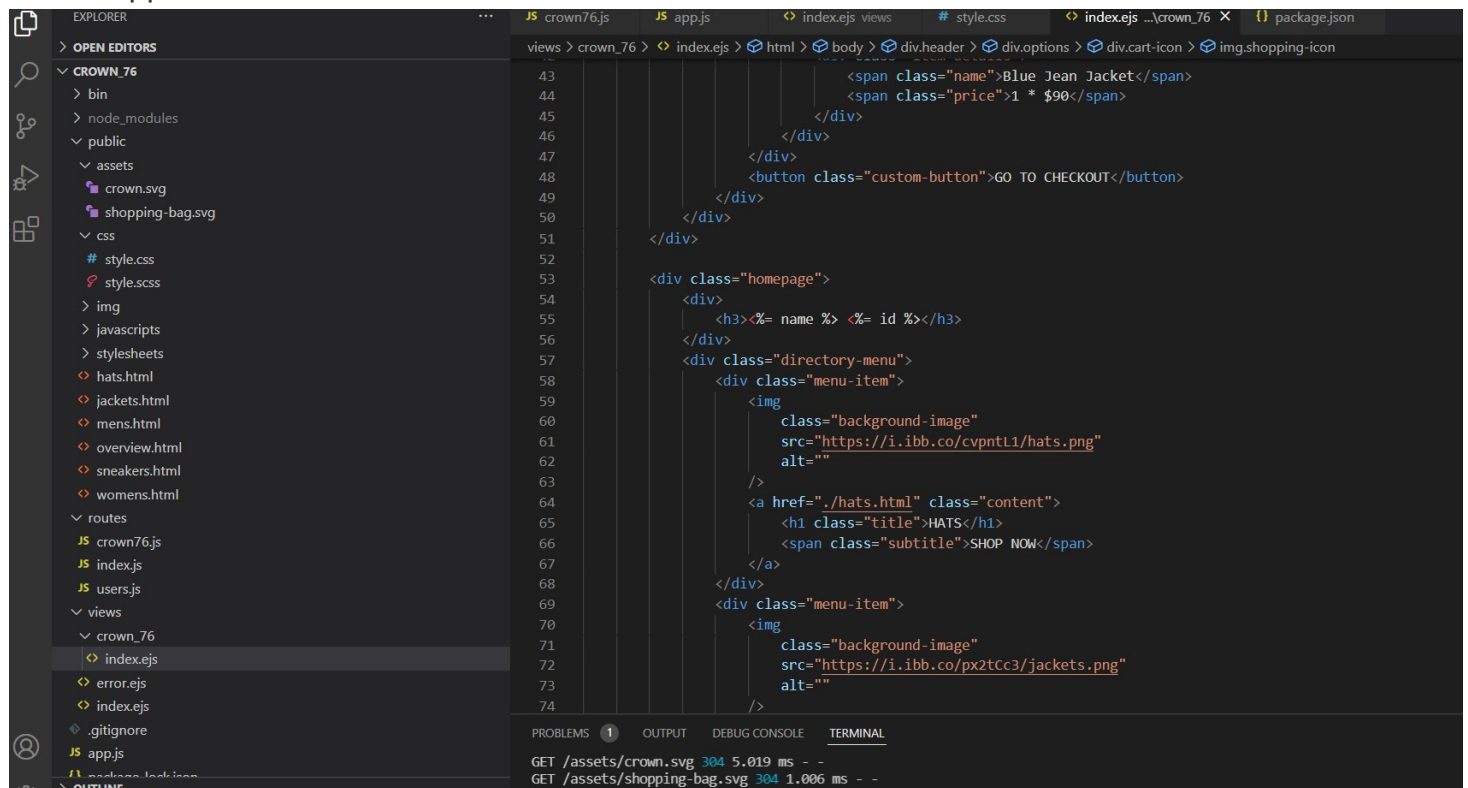 EXPLORER
OPEN EDITORS
CROWN_76
bin
node_modules
public
assets
crown.svg
shopping-bag.svg
css
style.css
style.scss
img
javascripts
stylesheets
hats.html
jackets.html
mens.html
overview.html
sneakers.html
womens.html
routes
JS crown76.js
JS index.js
JS users.js
views
crown_76
index.ejs
error.ejs
index.ejs
.gitignore
JS app.js
JS crown76.js JS app.js index.ejs views # style.css index.ejs ...\crown_76 {} package.json
views > crown_76 > index.ejs > html > body > div.header > div.options > div.cart-icon > img.shopping-icon
43 <span class="name">Blue Jean Jacket</span>
44 <span class="price">1 * $90</span>
45 </div>
46 </div>
47 </div>
48 <button class="custom-button">GO TO CHECKOUT</button>
49 </div>
50 </div>
51 </div>
52
53 <div class="homepage">
54 <div>
55 <h3><%= name %> <%= id %></h3>
56 </div>
57 <div class="directory-menu">
58 <div class="menu-item">
59 <img
60 class="background-image"
61 src="https://i.ibb.co/cvpntL1/hats.png"
62 alt=""
63 />
64 <a href="./hats.html" class="content">
65 <h1 class="title">HATS</h1>
66 <span class="subtitle">SHOP NOW</span>
67 </a>
68 </div>
69 <div class="menu-item">
70 <img
71 class="background-image"
72 src="https://i.ibb.co/px2tCc3/jackets.png"
73 alt=""
74 />
PROBLEMS 1 OUTPUT DEBUG CONSOLE TERMINAL
GET /assets/crown.svg 304 5.019 ms - -
GET /assets/shopping-bag.svg 304 1.006 ms - -